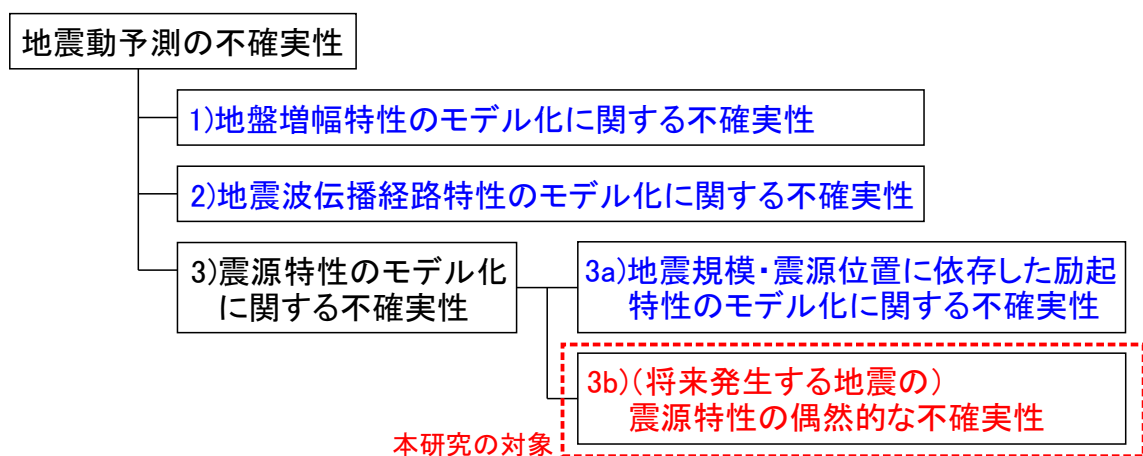 地震動予測の不確実性
1)地盤増幅特性のモデル化に関する不確実性
2)地震波伝播経路特性のモデル化に関する不確実性
3)震源特性のモデル化
に関する不確実性
3a)地震規模・震源位置に依存した励起
特性のモデル化に関する不確実性
3b)(将来発生する地震の)
震源特性の偶然的な不確実性
本研究の対象